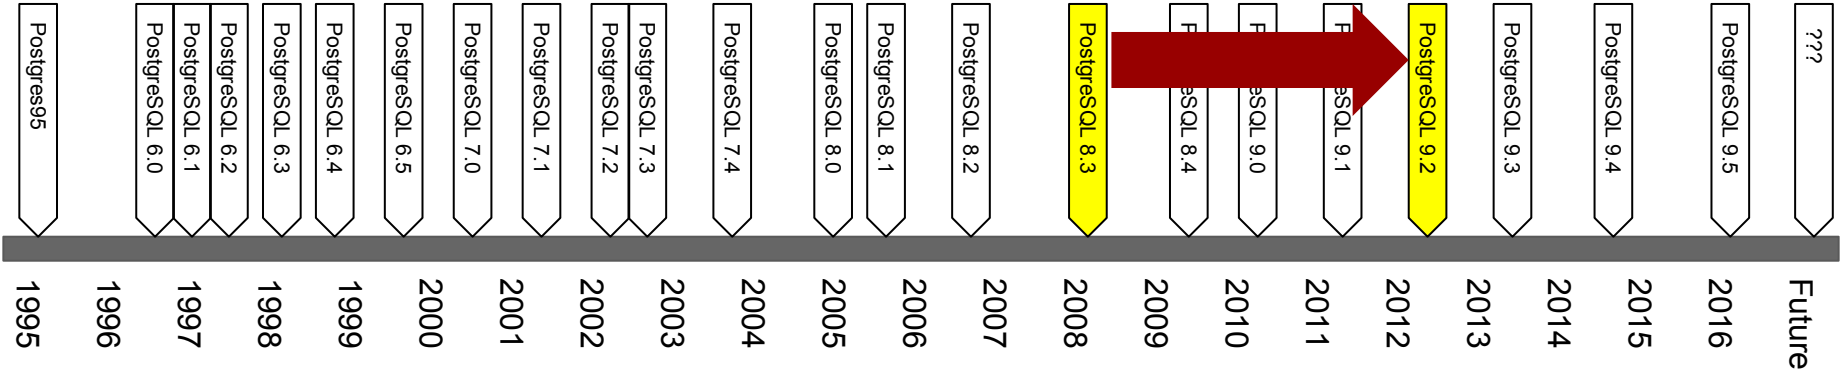 Postgres95
PostgreSQL 6.0
PostgreSQL 6.1
PostgreSQL 6.2
PostgreSQL 6.3
PostgreSQL 6.4
PostgreSQL 6.5
PostgreSQL 7.0
PostgreSQL 7.1
PostgreSQL 7.2
PostgreSQL 7.3
PostgreSQL 7.4
PostgreSQL 8.0
PostgreSQL 8.1
PostgreSQL 8.2
PostgreSQL 8.3
PostgreSQL 8.4
PostgreSQL 9.0
PostgreSQL 9.1
PostgreSQL 9.2
PostgreSQL 9.3
PostgreSQL 9.4
PostgreSQL 9.5
???
1995
1996
1997
1998
1999
2000
2001
2002
2003
2004
2005
2006
2007
2008
2009
2010
2011
2012
2013
2014
2015
2016
Future